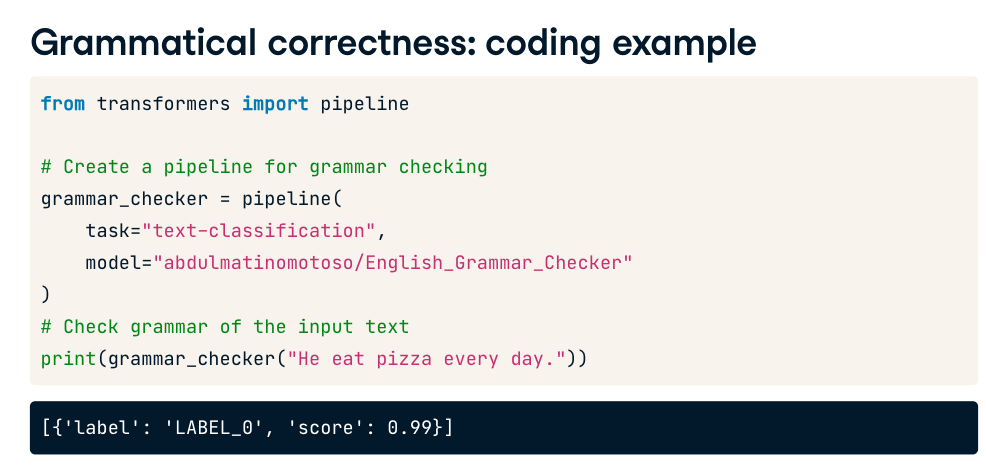 Grammatical correctness: coding example
from transformers import pipeline
# Create a pipeline for grammar checking
grammar_checker = pipeline(
    task="text-classification",
    model="abdulmatinomotoso/English_Grammar_Checker"
)
# Check grammar of the input text
print(grammar_checker("He eat pizza every day."))
[{'label': 'LABEL_0', 'score': 0.99}]